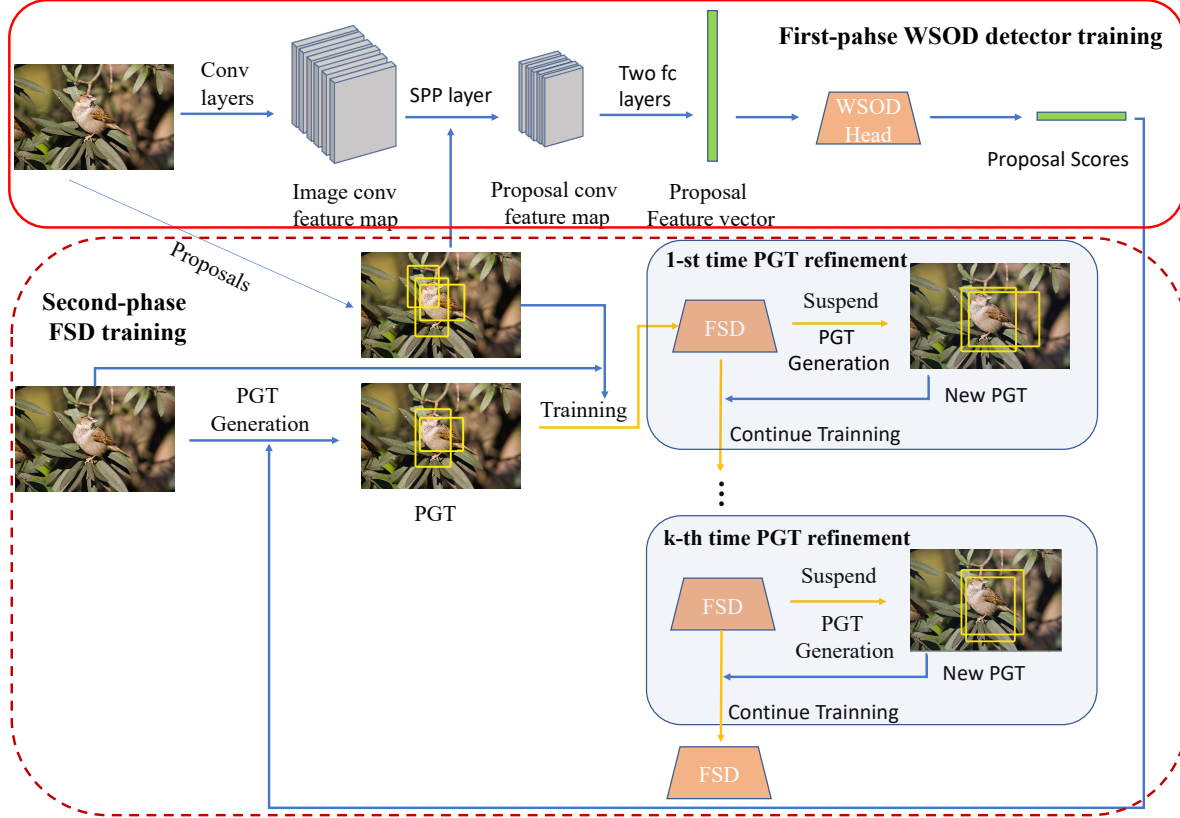 First-pahse WSOD detector training
Conv
layers
SPP layer
Two fc
layers
WSOD
Head
Proposal Scores
Image conv
feature map
Proposal conv
feature map
Proposal
Feature vector
Proposals
Second-phase
FSD training
PGT
Generation
PGT
Trainning
1-st time PGT refinement
FSD
Suspend
PGT
Generation
New PGT
Continue Trainning
⋮
k-th time PGT refinement
FSD
Suspend
PGT
Generation
New PGT
Continue Trainning
FSD